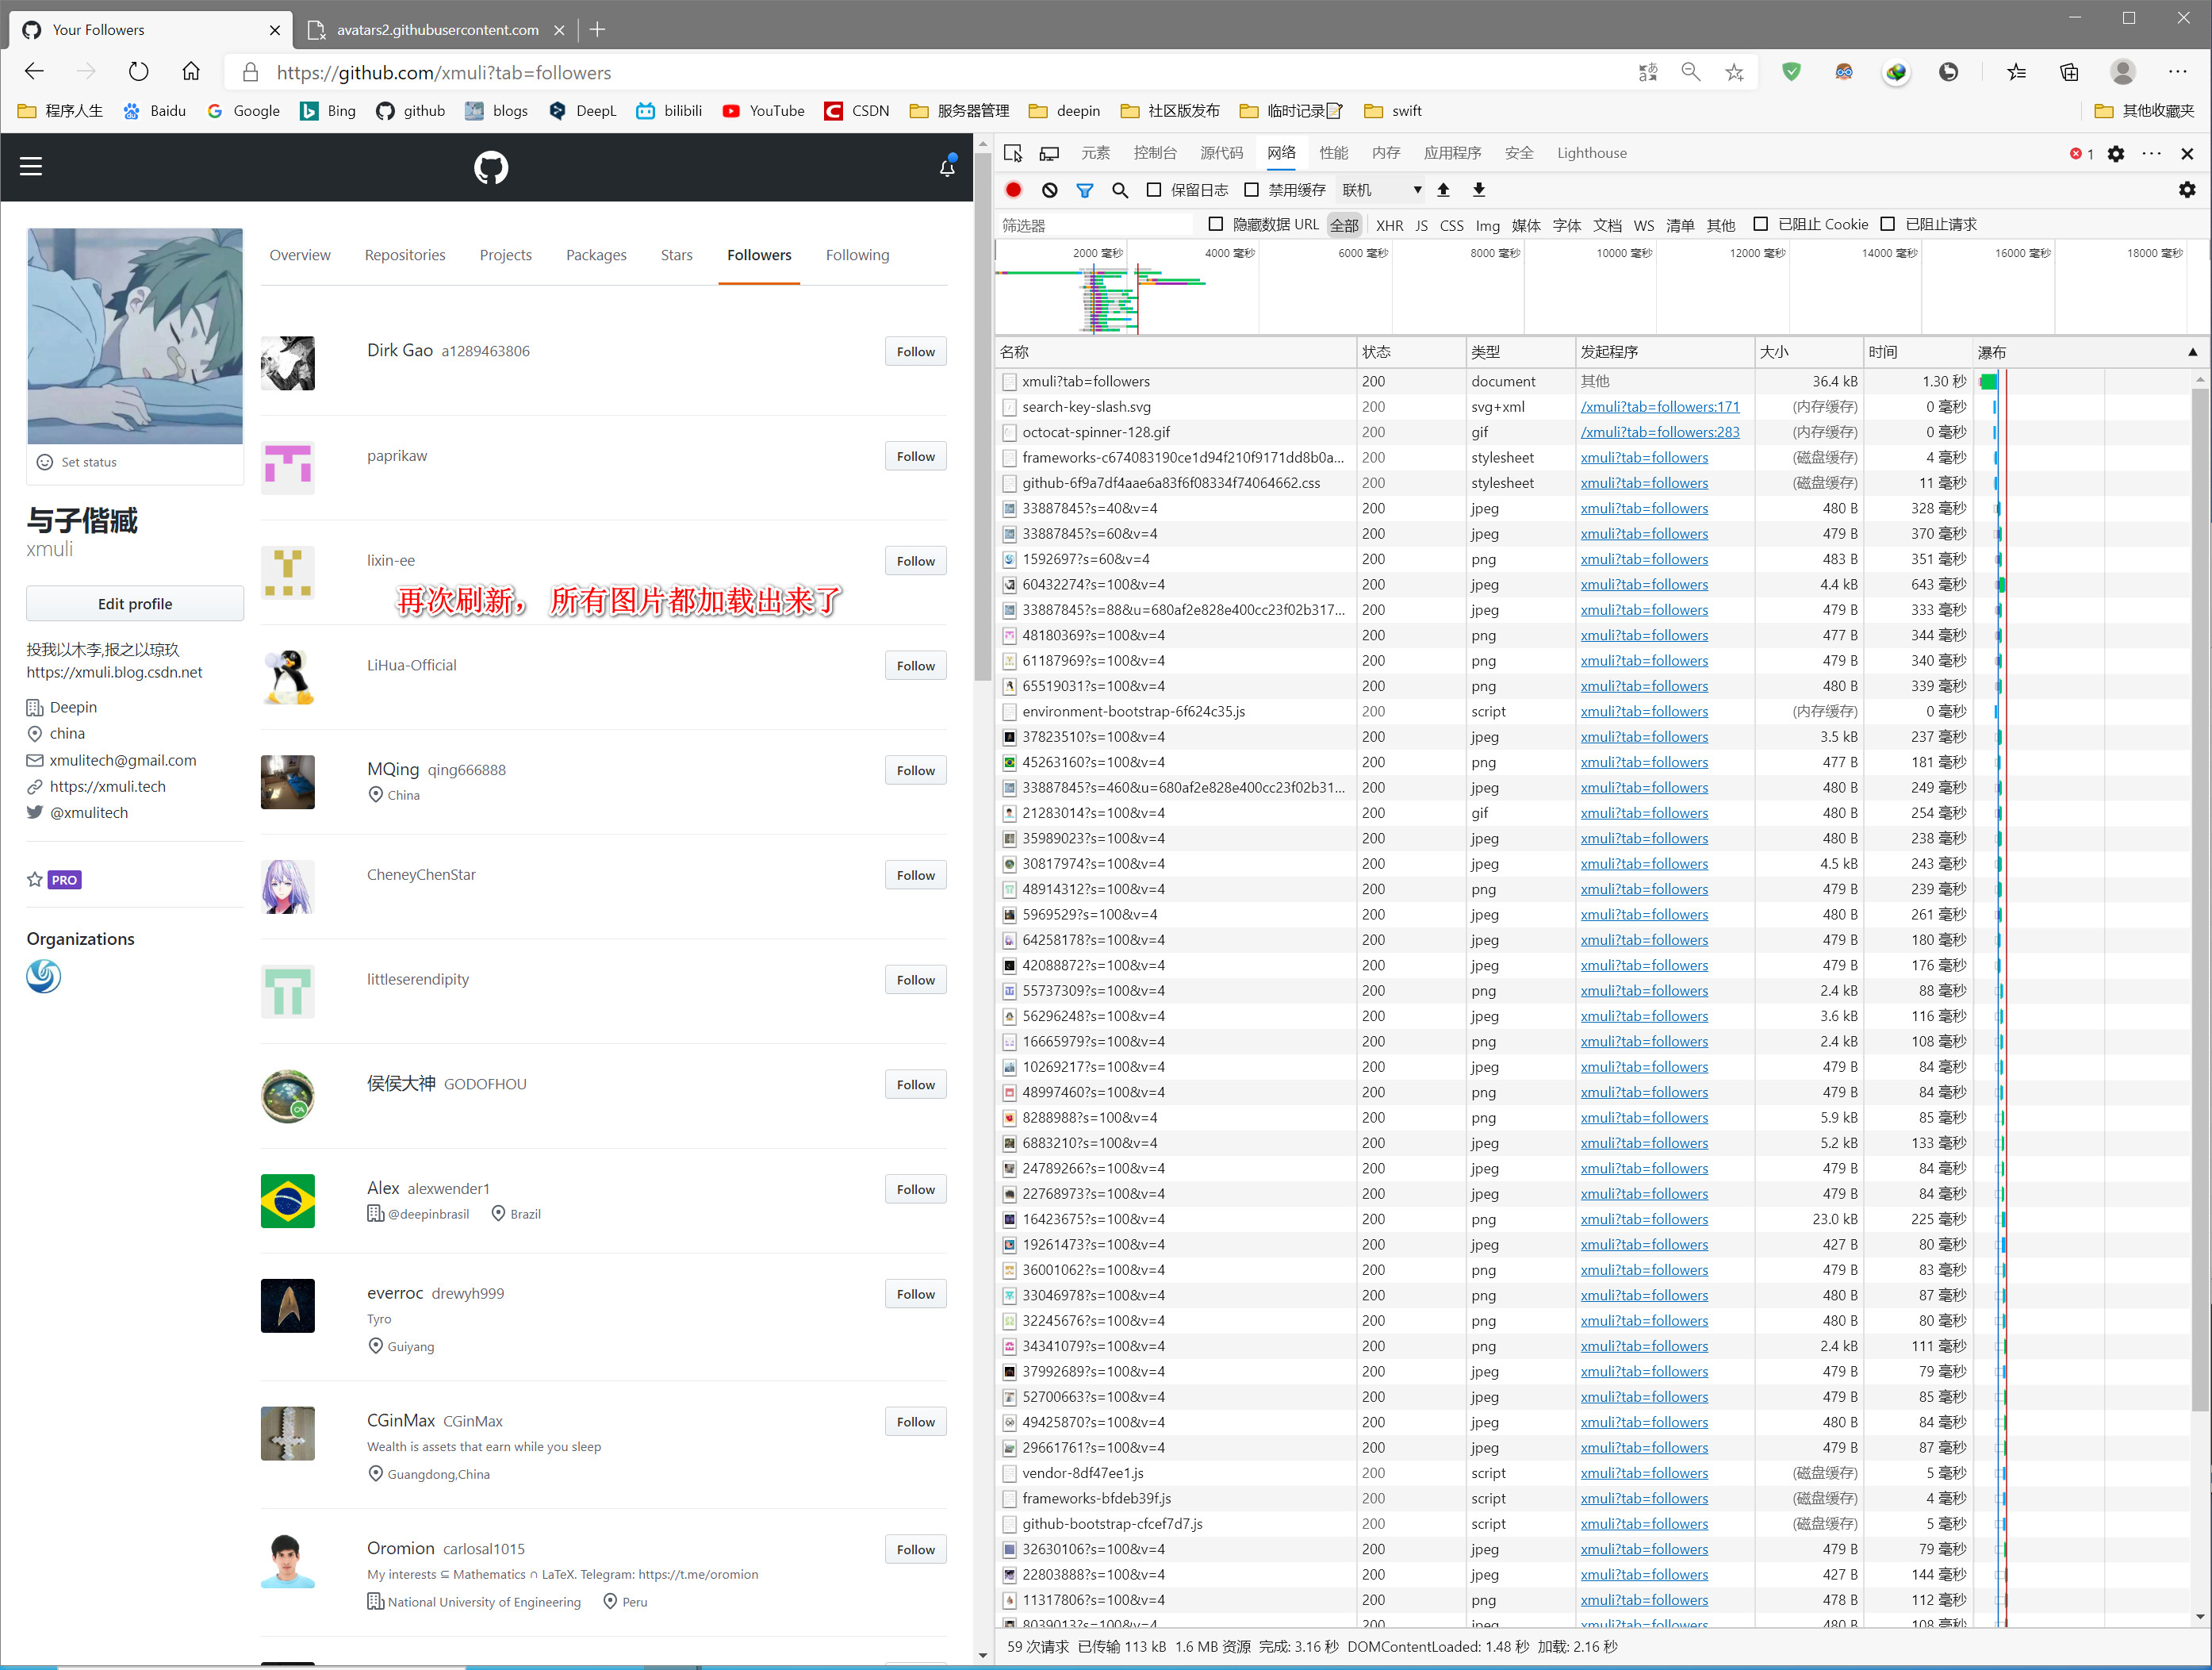 Your Followers
avatars2.githubusercontent.com
https://github.com/xmuli?tab=followers
程序人生 Baidu Google Bing github blogs DeepL bilibili YouTube CSDN 服务器管理 deepin 社区版发布 临时记录 swift 其他收藏夹
Overview Repositories Projects Packages Stars Followers Following
Set status
与子偕臧
xmuli
Edit profile
投我以木李,报之以琼玖
https://xmuli.blog.csdn.net
Deepin
china
xmulitech@gmail.com
https://xmuli.tech
@xmulitech
PRO
Organizations
Dirk Gao a1289463806 Follow
paprikaw Follow
lixin-ee Follow
再次刷新， 所有图片都加载出来了
LiHua-Official Follow
MQing qing666888 Follow
China
CheneyChenStar Follow
littleserendipity Follow
侯侯大神 GODOFHOU Follow
Alex alexwender1 Follow
@deepinbrasil Brazil
everroc drewyh999 Follow
Tyro
Guiyang
CGinMax CGinMax Follow
Wealth is assets that earn while you sleep
Guangdong,China
Oromion carlosal1015 Follow
My interests ⊆ Mathematics ∩ LaTeX. Telegram: https://t.me/oromion
National University of Engineering Peru
元素 控制台 源代码 网络 性能 内存 应用程序 安全 Lighthouse 1
保留日志 禁用缓存 联机
筛选器 隐藏数据 URL 全部 XHR JS CSS Img 媒体 字体 文档 WS 清单 其他 已阻止 Cookie 已阻止请求
2000 毫秒 4000 毫秒 6000 毫秒 8000 毫秒 10000 毫秒 12000 毫秒 14000 毫秒 16000 毫秒 18000 毫秒
名称 状态 类型 发起程序 大小 时间 瀑布
xmuli?tab=followers 200 document 其他 36.4 kB 1.30 秒
search-key-slash.svg 200 svg+xml /xmuli?tab=followers:171 (内存缓存) 0 毫秒
octocat-spinner-128.gif 200 gif /xmuli?tab=followers:283 (内存缓存) 0 毫秒
frameworks-c674083190ce1d94f210f9171dd8b0a... 200 stylesheet xmuli?tab=followers (磁盘缓存) 4 毫秒
github-6f9a7df4aae6a83f6f08334f74064662.css 200 stylesheet xmuli?tab=followers (磁盘缓存) 11 毫秒
33887845?s=40&v=4 200 jpeg xmuli?tab=followers 480 B 328 毫秒
33887845?s=60&v=4 200 jpeg xmuli?tab=followers 479 B 370 毫秒
1592697?s=60&v=4 200 png xmuli?tab=followers 483 B 351 毫秒
60432274?s=100&v=4 200 jpeg xmuli?tab=followers 4.4 kB 643 毫秒
33887845?s=88&u=680af2e828e400cc23f02b317... 200 jpeg xmuli?tab=followers 479 B 333 毫秒
48180369?s=100&v=4 200 png xmuli?tab=followers 477 B 344 毫秒
61187969?s=100&v=4 200 png xmuli?tab=followers 479 B 340 毫秒
65519031?s=100&v=4 200 png xmuli?tab=followers 480 B 339 毫秒
environment-bootstrap-6f624c35.js 200 script xmuli?tab=followers (内存缓存) 0 毫秒
37823510?s=100&v=4 200 jpeg xmuli?tab=followers 3.5 kB 237 毫秒
45263160?s=100&v=4 200 png xmuli?tab=followers 477 B 181 毫秒
33887845?s=460&u=680af2e828e400cc23f02b31... 200 jpeg xmuli?tab=followers 480 B 249 毫秒
21283014?s=100&v=4 200 gif xmuli?tab=followers 480 B 254 毫秒
35989023?s=100&v=4 200 jpeg xmuli?tab=followers 480 B 238 毫秒
30817974?s=100&v=4 200 jpeg xmuli?tab=followers 4.5 kB 243 毫秒
48914312?s=100&v=4 200 png xmuli?tab=followers 479 B 239 毫秒
5969529?s=100&v=4 200 jpeg xmuli?tab=followers 480 B 261 毫秒
64258178?s=100&v=4 200 jpeg xmuli?tab=followers 479 B 180 毫秒
42088872?s=100&v=4 200 jpeg xmuli?tab=followers 479 B 176 毫秒
55737309?s=100&v=4 200 png xmuli?tab=followers 2.4 kB 88 毫秒
56296248?s=100&v=4 200 jpeg xmuli?tab=followers 3.6 kB 116 毫秒
16665979?s=100&v=4 200 png xmuli?tab=followers 2.4 kB 108 毫秒
10269217?s=100&v=4 200 jpeg xmuli?tab=followers 479 B 84 毫秒
48997460?s=100&v=4 200 png xmuli?tab=followers 479 B 84 毫秒
8288988?s=100&v=4 200 png xmuli?tab=followers 5.9 kB 85 毫秒
6883210?s=100&v=4 200 jpeg xmuli?tab=followers 5.2 kB 133 毫秒
24789266?s=100&v=4 200 jpeg xmuli?tab=followers 479 B 84 毫秒
22768973?s=100&v=4 200 jpeg xmuli?tab=followers 479 B 84 毫秒
16423675?s=100&v=4 200 png xmuli?tab=followers 23.0 kB 225 毫秒
19261473?s=100&v=4 200 jpeg xmuli?tab=followers 427 B 80 毫秒
36001062?s=100&v=4 200 png xmuli?tab=followers 479 B 83 毫秒
33046978?s=100&v=4 200 png xmuli?tab=followers 480 B 87 毫秒
32245676?s=100&v=4 200 png xmuli?tab=followers 480 B 80 毫秒
34341079?s=100&v=4 200 png xmuli?tab=followers 2.4 kB 111 毫秒
37992689?s=100&v=4 200 jpeg xmuli?tab=followers 479 B 79 毫秒
52700663?s=100&v=4 200 jpeg xmuli?tab=followers 479 B 85 毫秒
49425870?s=100&v=4 200 jpeg xmuli?tab=followers 480 B 84 毫秒
29661761?s=100&v=4 200 jpeg xmuli?tab=followers 479 B 87 毫秒
vendor-8df47ee1.js 200 script xmuli?tab=followers (磁盘缓存) 5 毫秒
frameworks-bfdeb39f.js 200 script xmuli?tab=followers (磁盘缓存) 4 毫秒
github-bootstrap-cfcef7d7.js 200 script xmuli?tab=followers (磁盘缓存) 5 毫秒
32630106?s=100&v=4 200 jpeg xmuli?tab=followers 479 B 79 毫秒
22803888?s=100&v=4 200 jpeg xmuli?tab=followers 427 B 144 毫秒
11317806?s=100&v=4 200 png xmuli?tab=followers 478 B 112 毫秒
8039013?s=100&v=4 200 jpeg xmuli?tab=followers 480 B 108 毫秒
59 次请求 已传输 113 kB 1.6 MB 资源 完成: 3.16 秒 DOMContentLoaded: 1.48 秒 加载: 2.16 秒